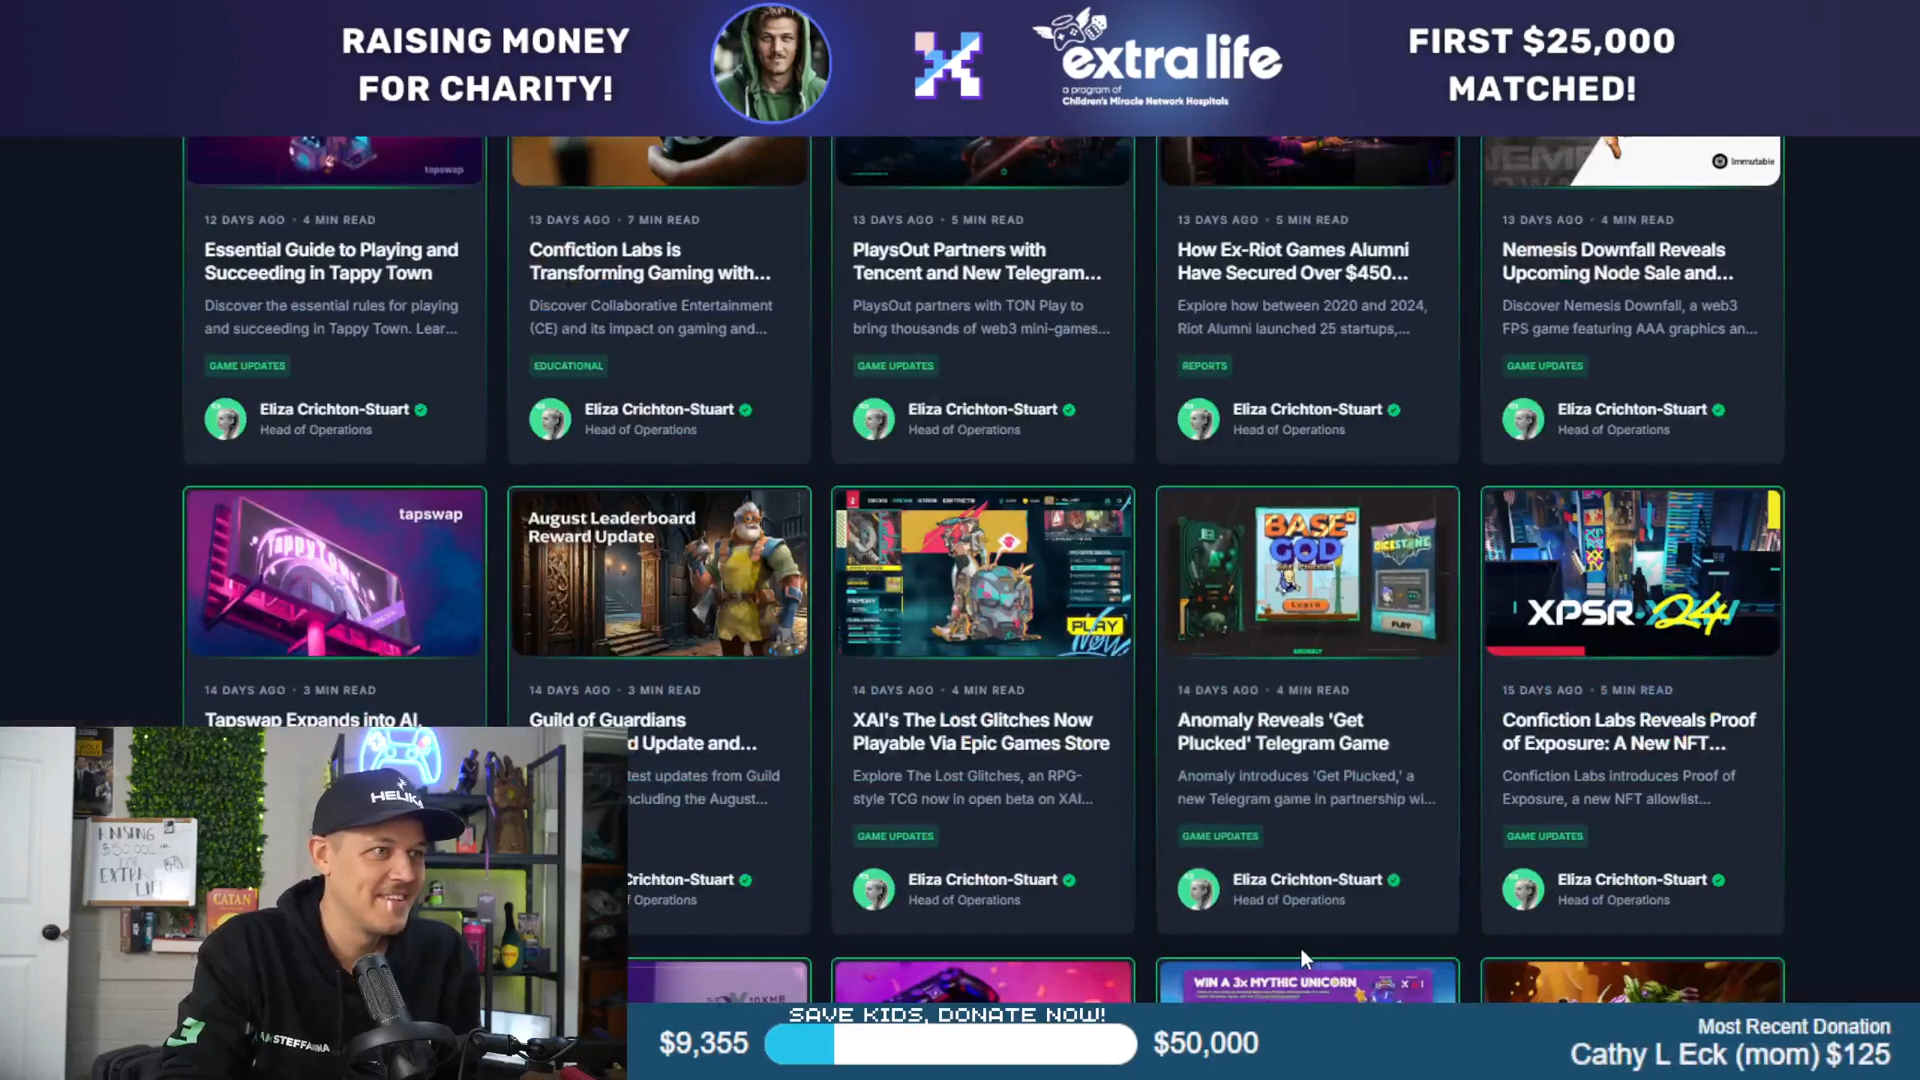 RAISING MONEY
FOR CHARITY!
extra life
a program of
Children's Miracle Network Hospitals
FIRST $25,000
MATCHED!
tapswap
Immutable
12 DAYS AGO • 4 MIN READ
Essential Guide to Playing and
Succeeding in Tappy Town
Discover the essential rules for playing
and succeeding in Tappy Town. Lear...
GAME UPDATES
Eliza Crichton-Stuart
Head of Operations
13 DAYS AGO • 7 MIN READ
Confiction Labs is
Transforming Gaming with...
Discover Collaborative Entertainment
(CE) and its impact on gaming and...
EDUCATIONAL
Eliza Crichton-Stuart
Head of Operations
13 DAYS AGO • 5 MIN READ
PlaysOut Partners with
Tencent and New Telegram...
PlaysOut partners with TON Play to
bring thousands of web3 mini-games...
GAME UPDATES
Eliza Crichton-Stuart
Head of Operations
13 DAYS AGO • 5 MIN READ
How Ex-Riot Games Alumni
Have Secured Over $450...
Explore how between 2020 and 2024,
Riot Alumni launched 25 startups,...
REPORTS
Eliza Crichton-Stuart
Head of Operations
13 DAYS AGO • 4 MIN READ
Nemesis Downfall Reveals
Upcoming Node Sale and...
Discover Nemesis Downfall, a web3
FPS game featuring AAA graphics an...
GAME UPDATES
Eliza Crichton-Stuart
Head of Operations
tapswap
Tappy Town
14 DAYS AGO • 3 MIN READ
Tapswap Expands into AI,
August Leaderboard
Reward Update
14 DAYS AGO • 3 MIN READ
Guild of Guardians
d Update and...
test updates from Guild
ncluding the August...
Crichton-Stuart
f Operations
PLAY
NOW
14 DAYS AGO • 4 MIN READ
XAI's The Lost Glitches Now
Playable Via Epic Games Store
Explore The Lost Glitches, an RPG-
style TCG now in open beta on XAI...
GAME UPDATES
Eliza Crichton-Stuart
Head of Operations
BASE
GOD
Login
DICESTONE
PLAY
14 DAYS AGO • 4 MIN READ
Anomaly Reveals 'Get
Plucked' Telegram Game
Anomaly introduces 'Get Plucked,' a
new Telegram game in partnership wi...
GAME UPDATES
Eliza Crichton-Stuart
Head of Operations
XPSR 24
15 DAYS AGO • 5 MIN READ
Confiction Labs Reveals Proof
of Exposure: A New NFT...
Confiction Labs introduces Proof of
Exposure, a new NFT allowlist...
GAME UPDATES
Eliza Crichton-Stuart
Head of Operations
WIN A 3x MYTHIC UNICORN
RAISING
$50,000
FOR
EXTRA
LIFE
CATAN
HELIKA
SAVE KIDS, DONATE NOW!
$9,355
$50,000
Most Recent Donation
Cathy L Eck (mom) $125